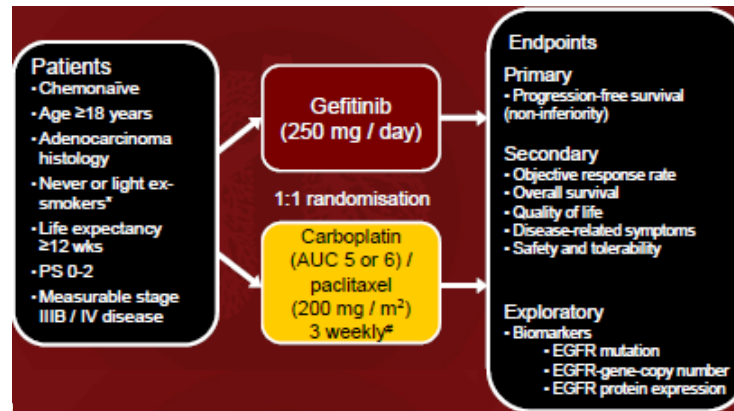 Patients
• Chemonaïve
• Age ≥18 years
• Adenocarcinoma
histology
• Never or light ex-
smokers*
• Life expectancy
≥12 wks
• PS 0-2
• Measurable stage
IIIB / IV disease
Gefitinib
(250 mg / day)
1:1 randomisation
Carboplatin
(AUC 5 or 6) /
paclitaxel
(200 mg / m²)
3 weekly#
Endpoints
Primary
• Progression-free survival
(non-inferiority)
Secondary
• Objective response rate
• Overall survival
• Quality of life
• Disease-related symptoms
• Safety and tolerability
Exploratory
• Biomarkers
• EGFR mutation
• EGFR-gene-copy number
• EGFR protein expression